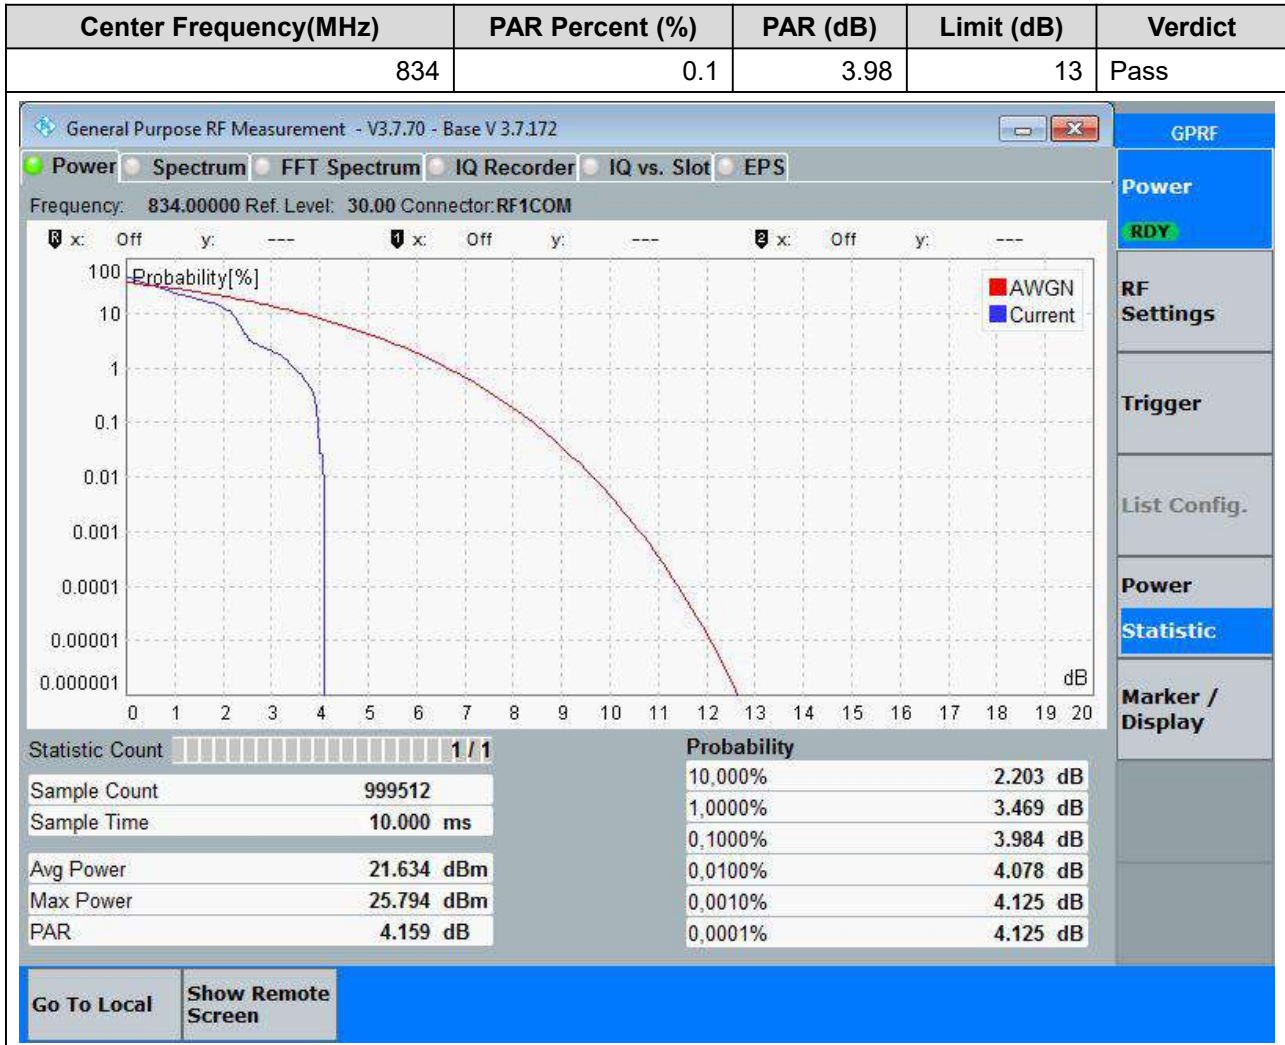 Center Frequency(MHz) PAR Percent (%) PAR (dB) Limit (dB) Verdict
834 0.1 3.98 13 Pass
General Purpose RF Measurement - V3.7.70 - Base V 3.7.172
GPRF
Power Spectrum FFT Spectrum IQ Recorder IQ vs. Slot EPS
Frequency: 834.00000 Ref. Level: 30.00 Connector:RF1COM
R x: Off y: --- 1 x: Off y: --- 2 x: Off y: ---
Probability[%]
AWGN
Current
100
10
1
0.1
0.01
0.001
0.0001
0.00001
0.000001
dB
0 1 2 3 4 5 6 7 8 9 10 11 12 13 14 15 16 17 18 19 20
Statistic Count 1 / 1
Sample Count 999512
Sample Time 10.000 ms
Avg Power 21.634 dBm
Max Power 25.794 dBm
PAR 4.159 dB
Probability
10,000% 2.203 dB
1,0000% 3.469 dB
0,1000% 3.984 dB
0,0100% 4.078 dB
0,0010% 4.125 dB
0,0001% 4.125 dB
Power
RDY
RF
Settings
Trigger
List Config.
Power
Statistic
Marker /
Display
Go To Local
Show Remote
Screen